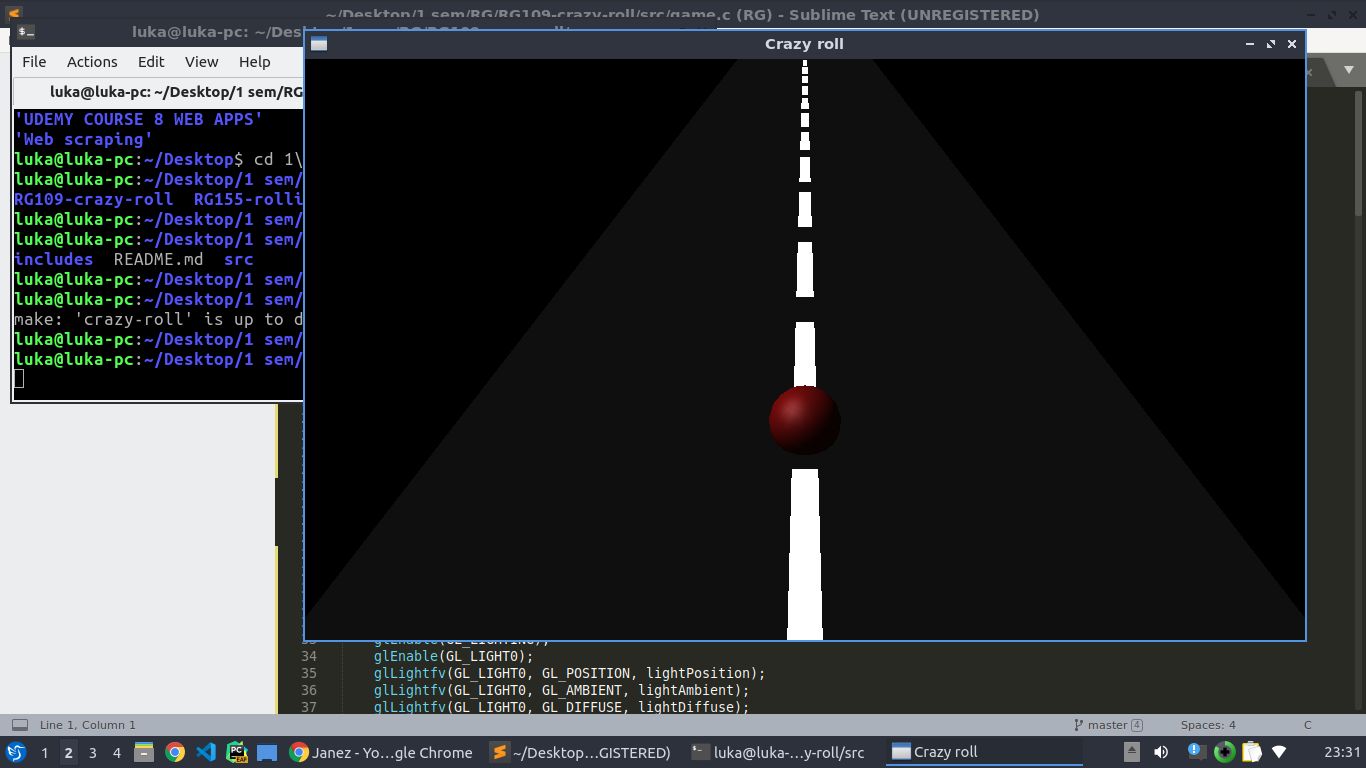 ~/Desktop/1 sem/RG/RG109-crazy-roll/src/game.c (RG) - Sublime Text (UNREGISTERED)
luka@luka-pc: ~/Des
Crazy roll
File Actions Edit View Help
luka@luka-pc: ~/Desktop/1 sem/RG
'UDEMY COURSE 8 WEB APPS'
'Web scraping'
luka@luka-pc:~/Desktop$ cd 1\
luka@luka-pc:~/Desktop/1 sem/
RG109-crazy-roll RG155-rolli
luka@luka-pc:~/Desktop/1 sem/
luka@luka-pc:~/Desktop/1 sem/
includes README.md src
luka@luka-pc:~/Desktop/1 sem/
luka@luka-pc:~/Desktop/1 sem/
make: 'crazy-roll' is up to d
luka@luka-pc:~/Desktop/1 sem/
luka@luka-pc:~/Desktop/1 sem/
33 glEnable(GL_LIGHTING);
34 glEnable(GL_LIGHT0);
35 glLightfv(GL_LIGHT0, GL_POSITION, lightPosition);
36 glLightfv(GL_LIGHT0, GL_AMBIENT, lightAmbient);
37 glLightfv(GL_LIGHT0, GL_DIFFUSE, lightDiffuse);
Line 1, Column 1 master 4 Spaces: 4 C
1 2 3 4 PC EAP Janez - Yo...gle Chrome ~/Desktop...GISTERED) luka@luka-...y-roll/src Crazy roll 23:31